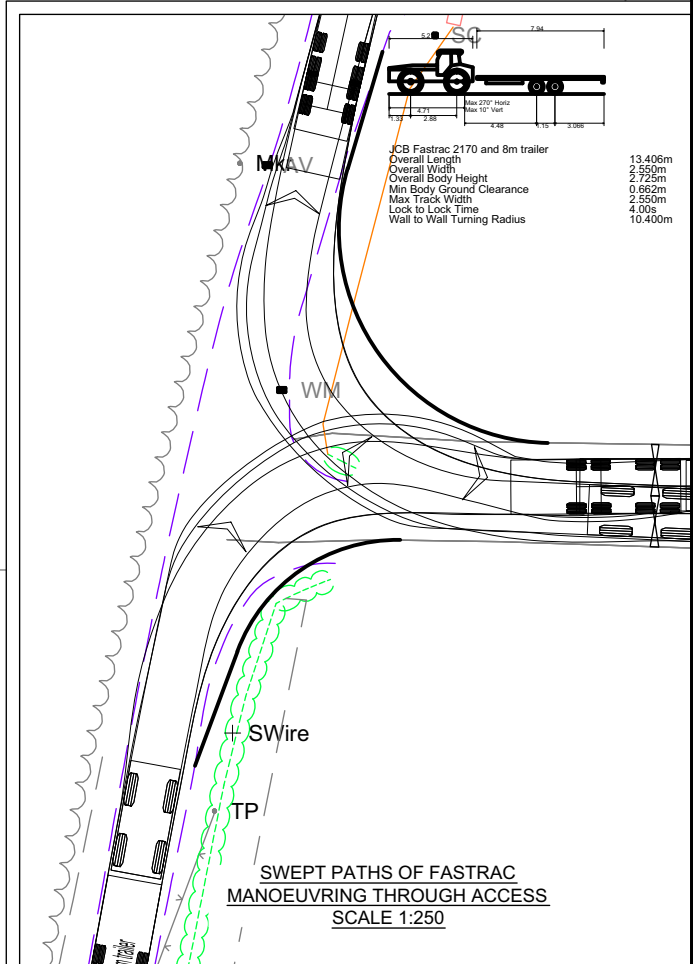 SC
5.2
7.94
Max 270° Horiz
Max 10° Vert
4.71
1.33
2.88
4.48
1.15
3.066
JCB Fastrac 2170 and 8m trailer
Overall Length 13.406m
Overall Width 2.550m
Overall Body Height 2.725m
Min Body Ground Clearance 0.662m
Max Track Width 2.550m
Lock to Lock Time 4.00s
Wall to Wall Turning Radius 10.400m
AV
WM
SWire
TP
SWEPT PATHS OF FASTRAC
MANOEUVRING THROUGH ACCESS
SCALE 1:250
m trailer